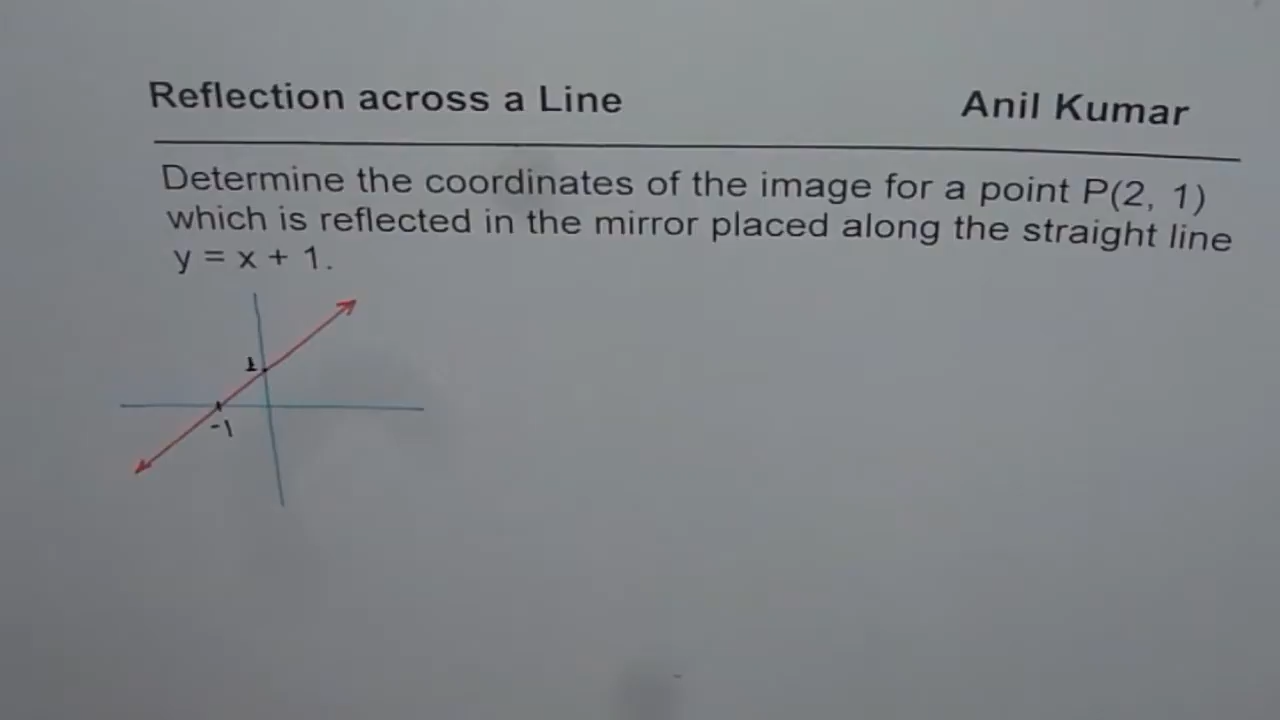 Reflection across a Line
Anil Kumar
Determine the coordinates of the image for a point P(2, 1)
which is reflected in the mirror placed along the straight line
y = x + 1.
1
-1